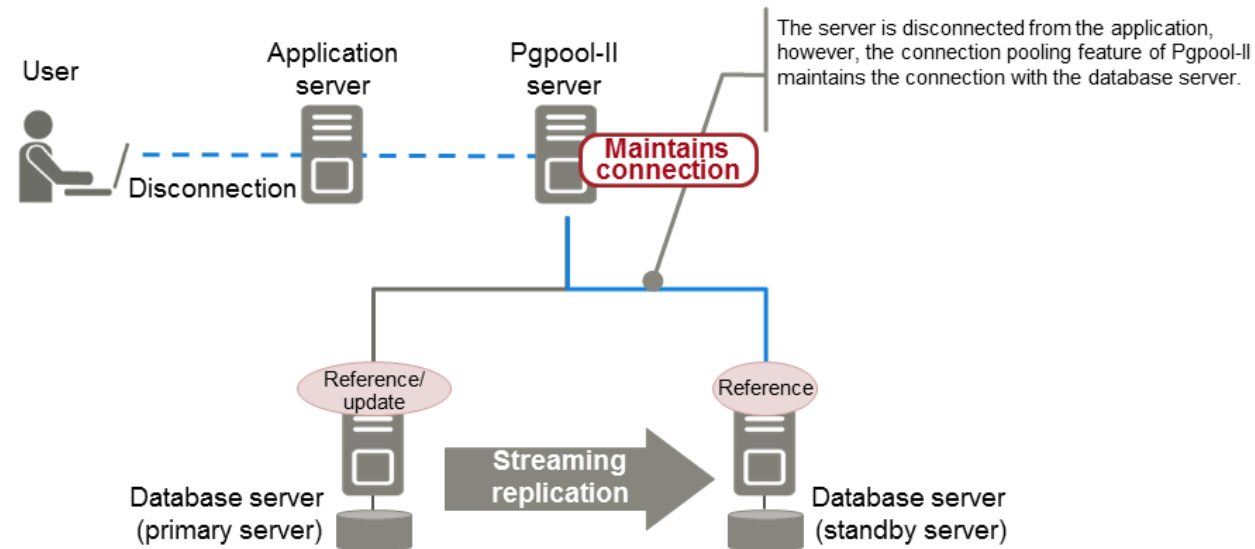 User
Application
server
Pgpool-II
server
The server is disconnected from the application,
however, the connection pooling feature of Pgpool-II
maintains the connection with the database server.
Maintains
connection
Disconnection
Reference/
update
Reference
Streaming
replication
Database server
(primary server)
Database server
(standby server)